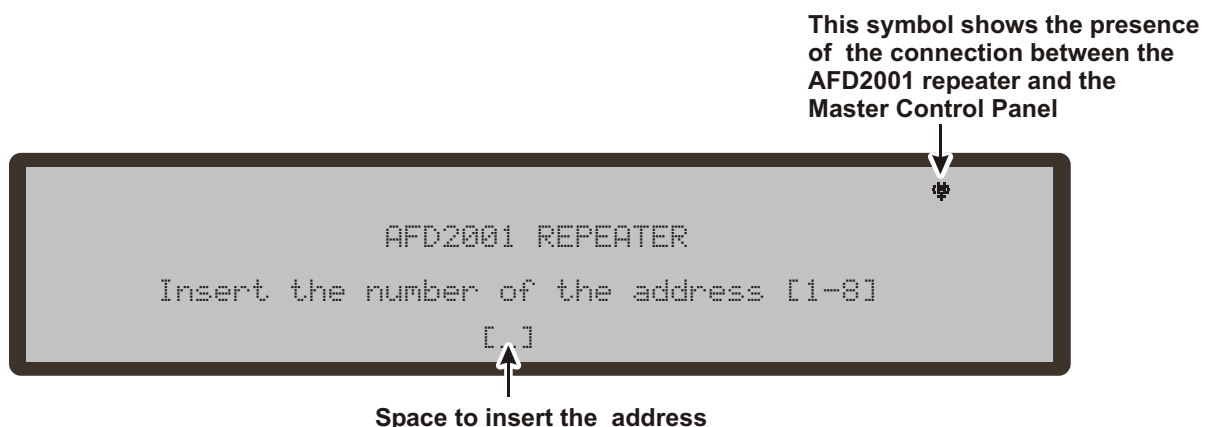 This symbol shows the presence
of the connection between the
AFD2001 repeater and the
Master Control Panel
AFD2001 REPEATER
Insert the number of the address [1-8]
[_]
Space to insert the address